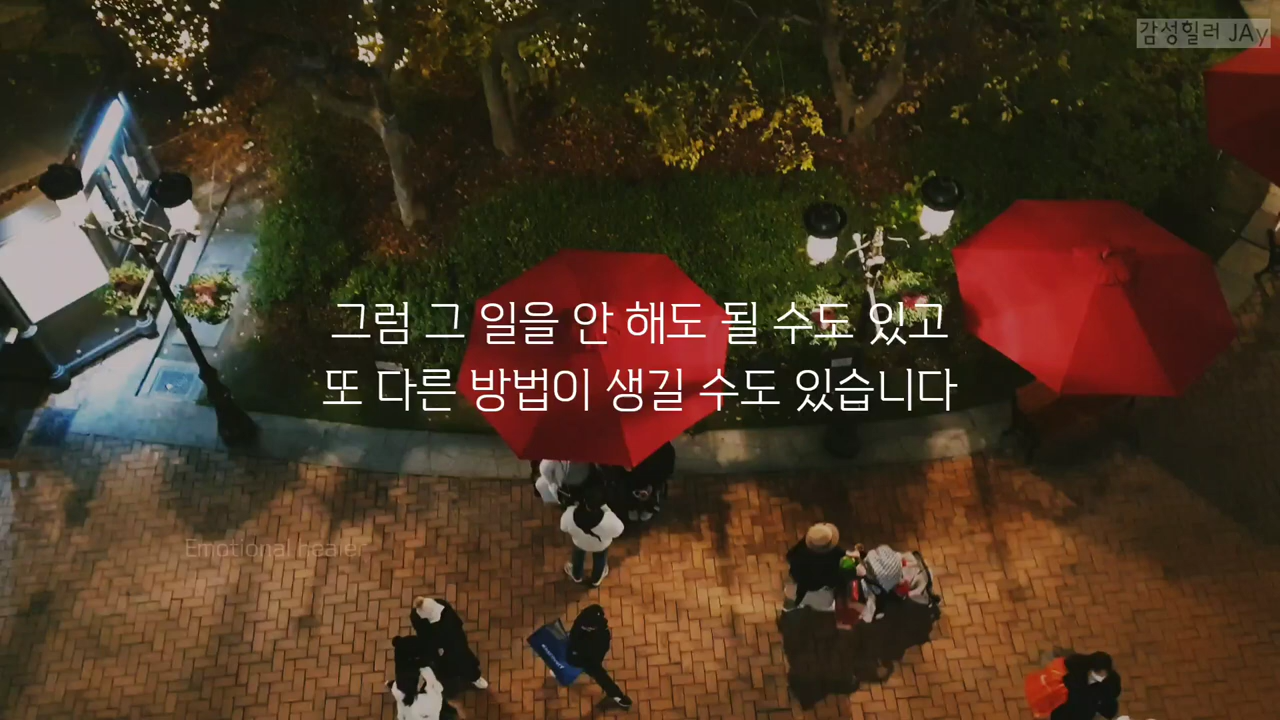 감성힐러 JAy
그럼 그 일을 안 해도 될 수도 있고
또 다른 방법이 생길 수도 있습니다
Emotional healer